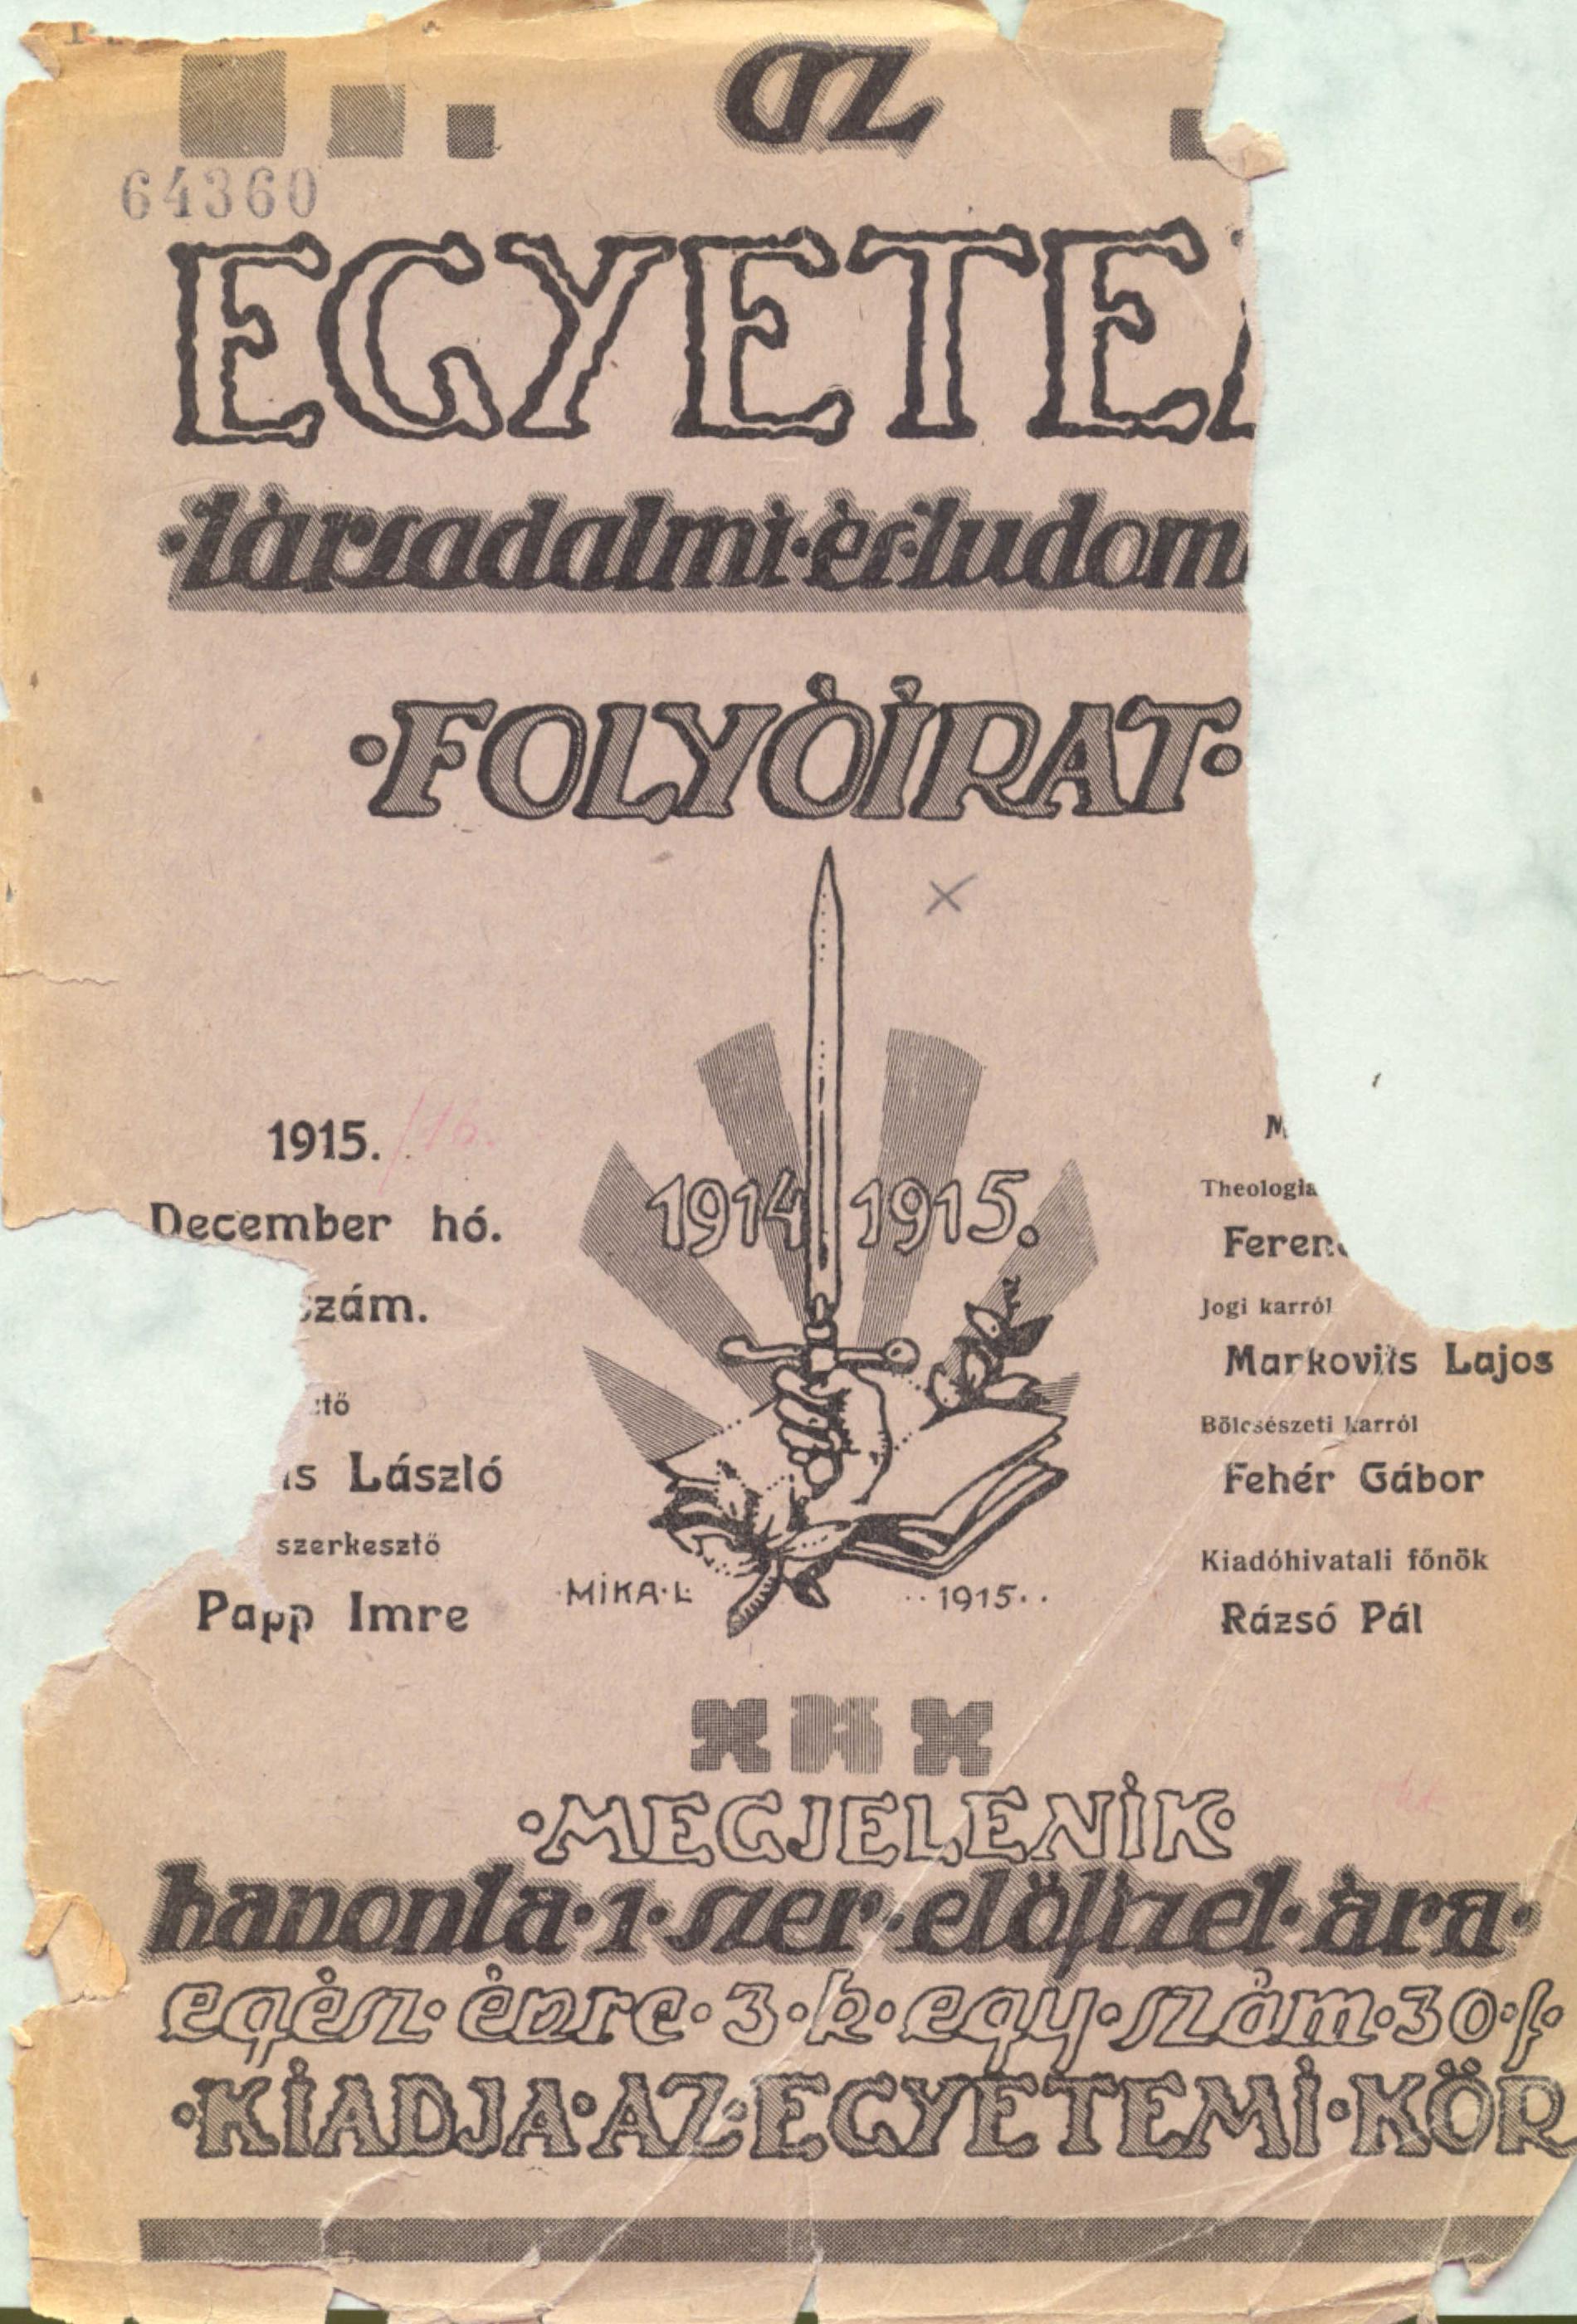 az
64360
EGYETE
·társadalmi·és·tudom
·FOLYÓIRAT·
1914 1915.
1915.
December hó.
szám.
László
szerkesztő
Papp Imre
Theologia
Feren
Jogi karról
Markovits Lajos
Bölcsészeti karról
Fehér Gábor
Kiadóhivatali főnök
Rázsó Pál
·MIKA·L· ··1915··
·MEGJELENIK·
havonta·1·szer·előfizet·ára·
egész·évre·3·k·egy·szám·30·f·
·KIADJA·AZ·EGYETEMI·KÖR